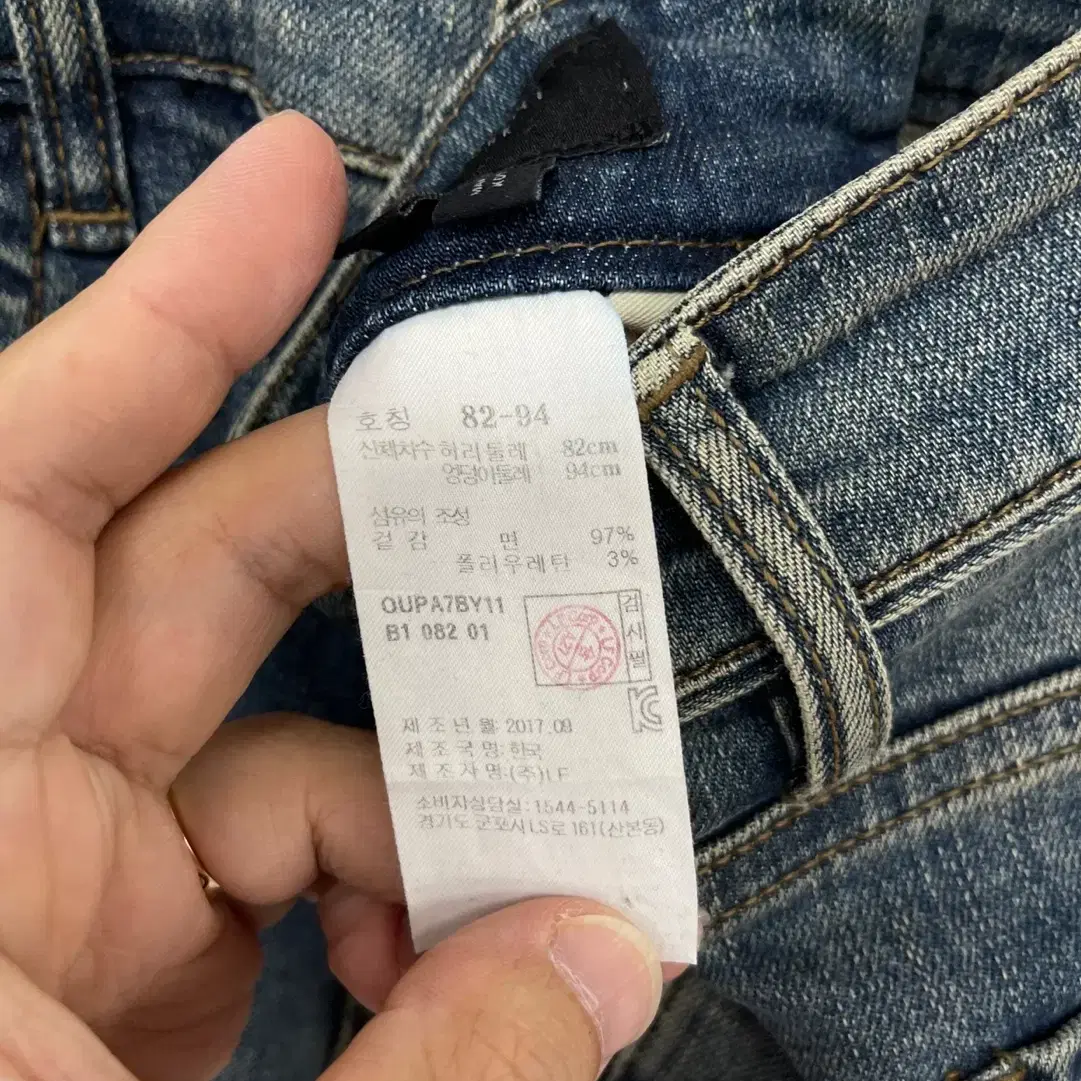 호칭 82-94
신체치수 허리둘레 82cm
엉덩이둘레 94cm
섬유의 조성
겉 감 면 97%
폴리우레탄 3%
OUPA7BY11
B1 082 01
검사필
제 조 년 월: 2017.09
제 조 국 명: 한국
제 조 자 명:(주)LF
소비자상담실:1544-5114
경기도 군포시 LS로 161(산본동)